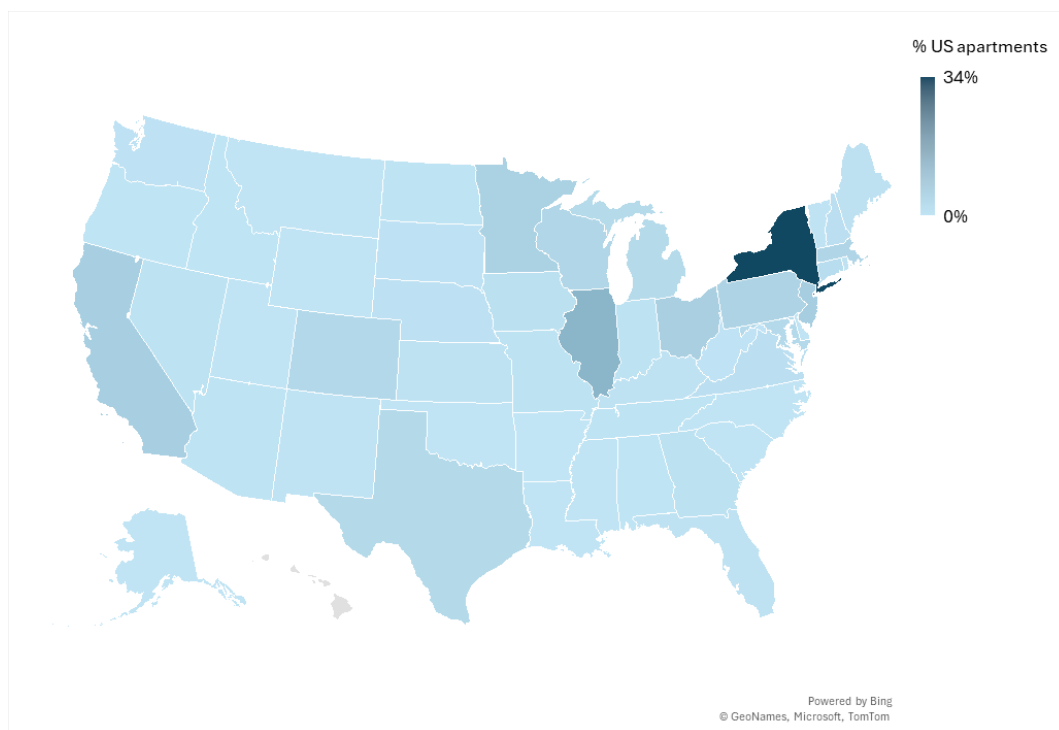 % US apartments
34%
0%
Powered by Bing
© GeoNames, Microsoft, TomTom